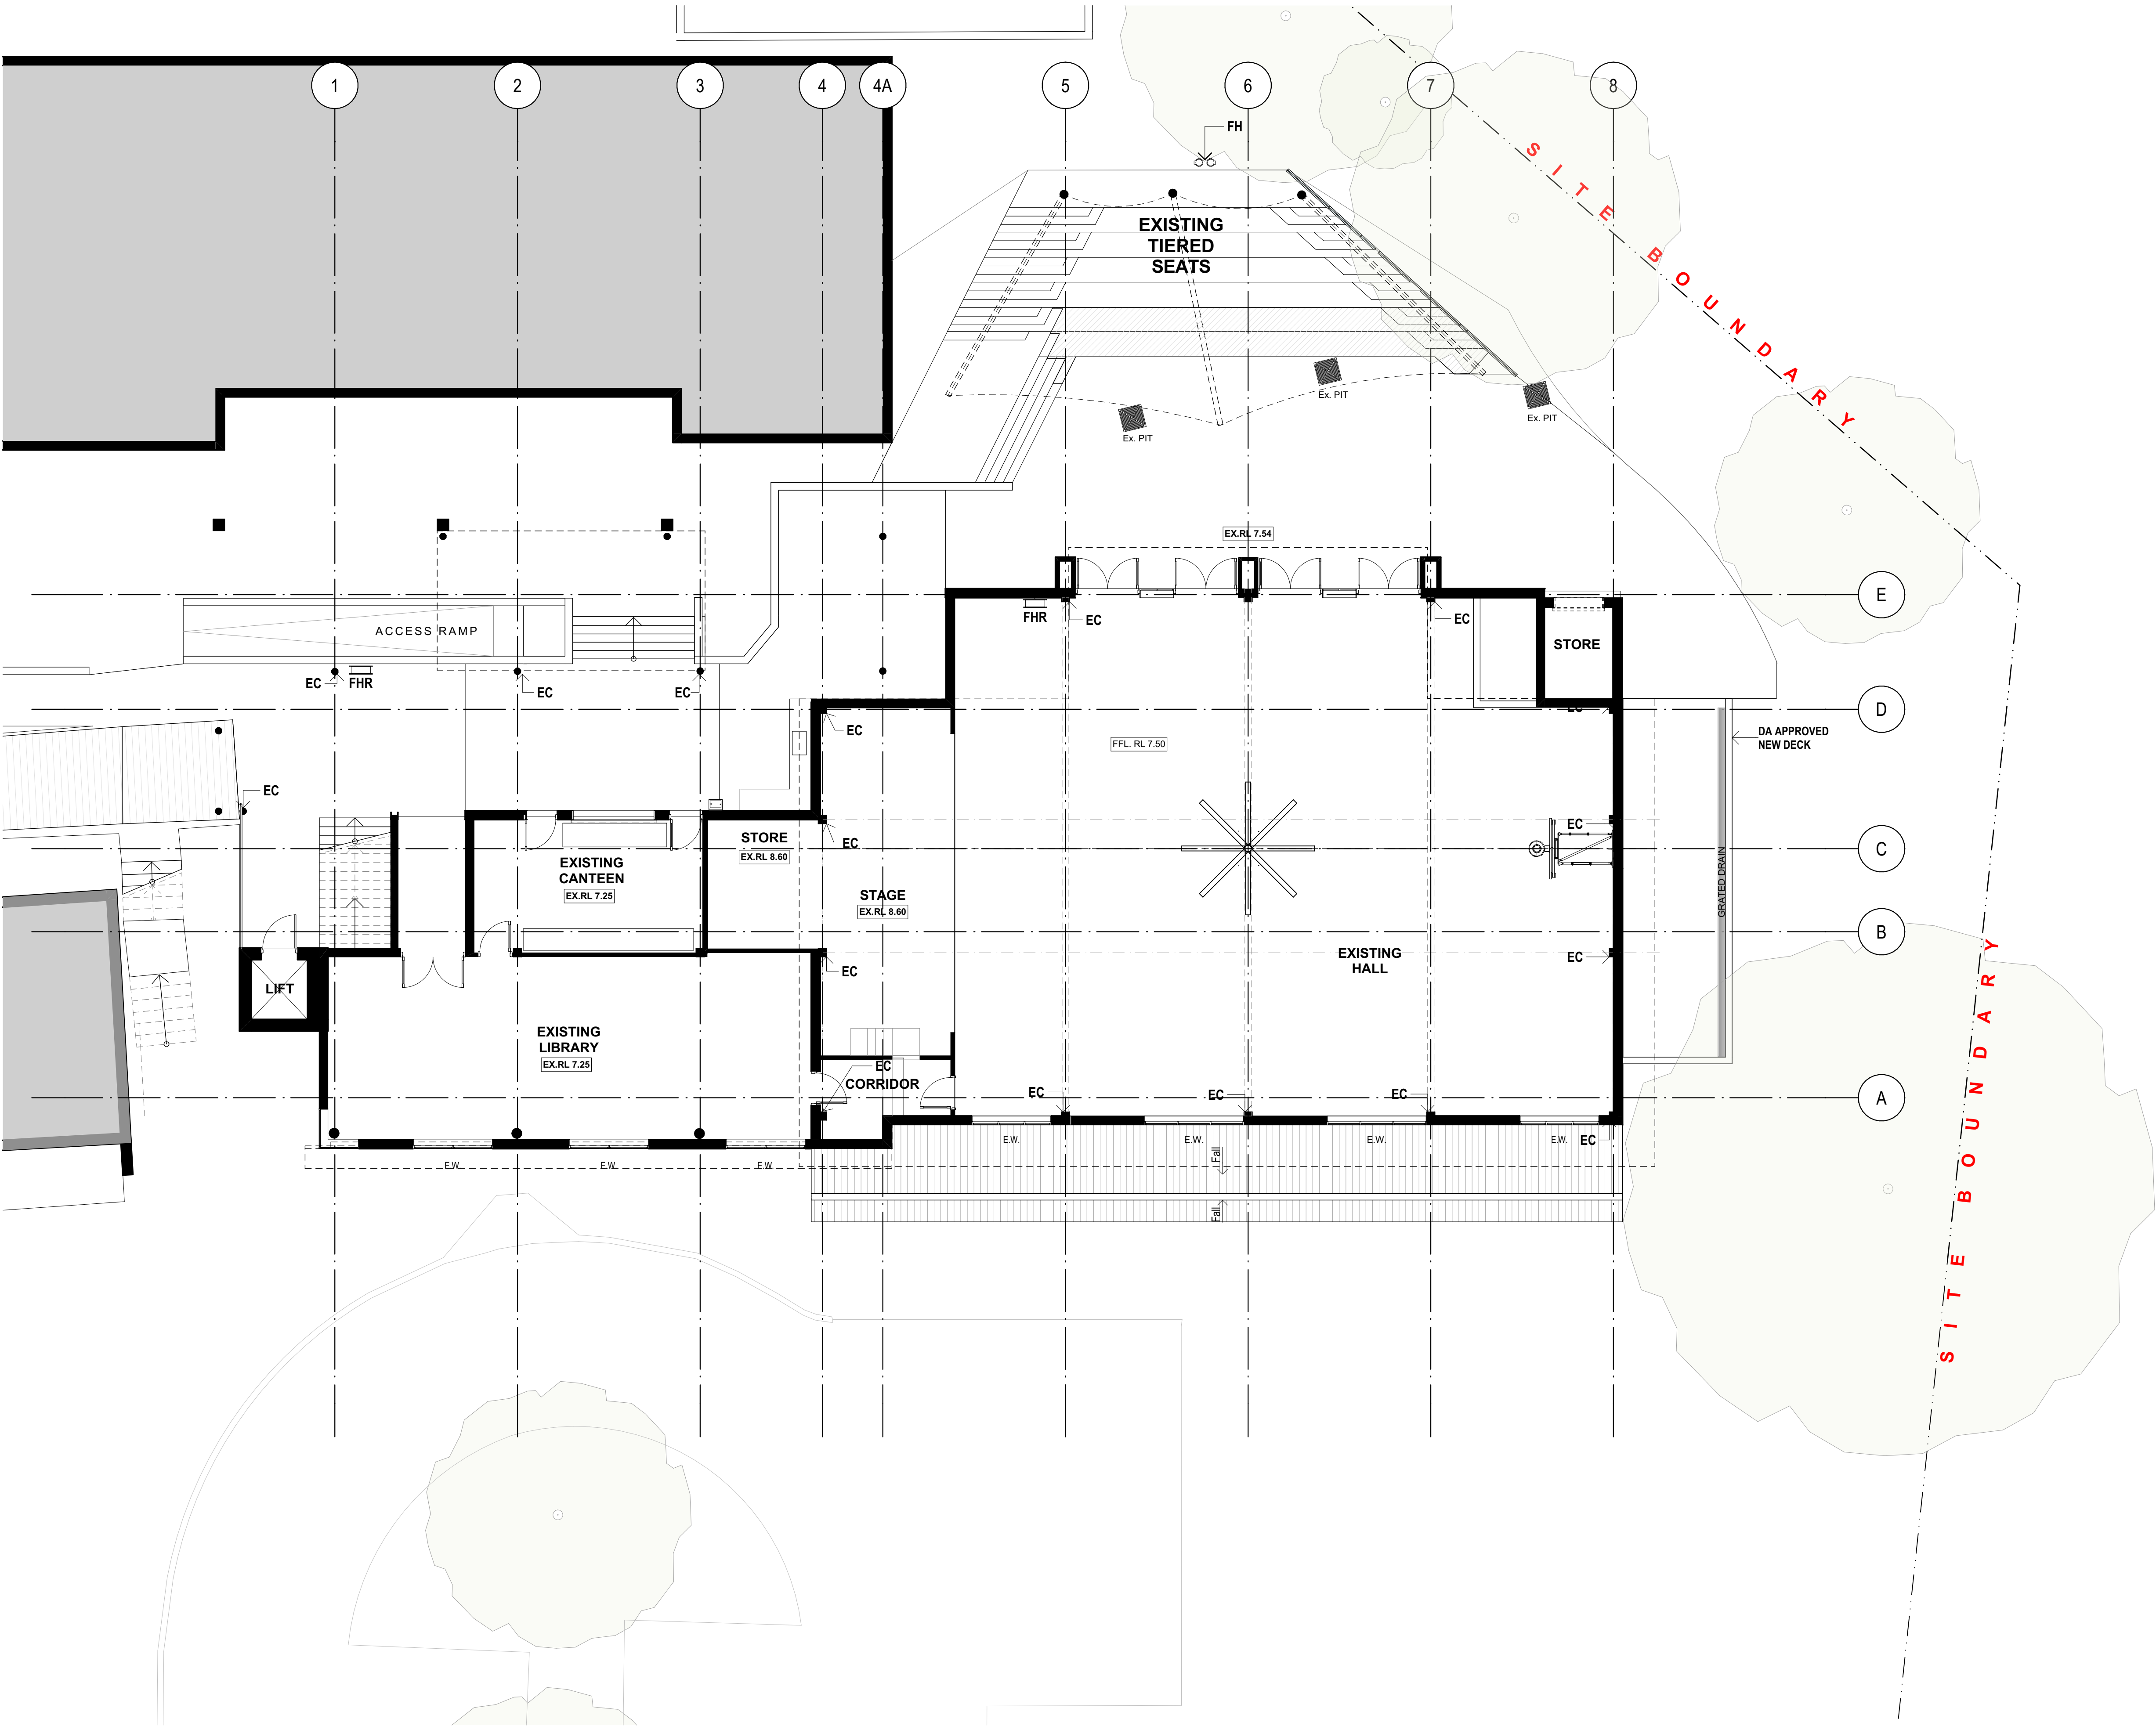 1
2
3
4
4A
5
6
7
8
FH
SITE BOUNDARY
EXISTING
TIERED
SEATS
Ex. PIT
Ex. PIT
Ex. PIT
EX.RL 7.54
E
FHR
EC
EC
STORE
ACCESS RAMP
EC
FHR
EC
EC
D
EC
EC
FFL. RL 7.50
DA APPROVED
NEW DECK
EC
STORE
EX.RL 8.60
EC
EC
C
EXISTING
CANTEEN
EX.RL 7.25
STAGE
EX.RL 8.60
GRATED DRAIN
B
EXISTING
HALL
EC
EC
LIFT
EXISTING
LIBRARY
EX.RL 7.25
EC
CORRIDOR
EC
EC
EC
A
E.W.
E.W.
E.W.
E.W.
EC
E.W.
E.W.
E.W.
Fall
Fall
SITE BOUNDARY